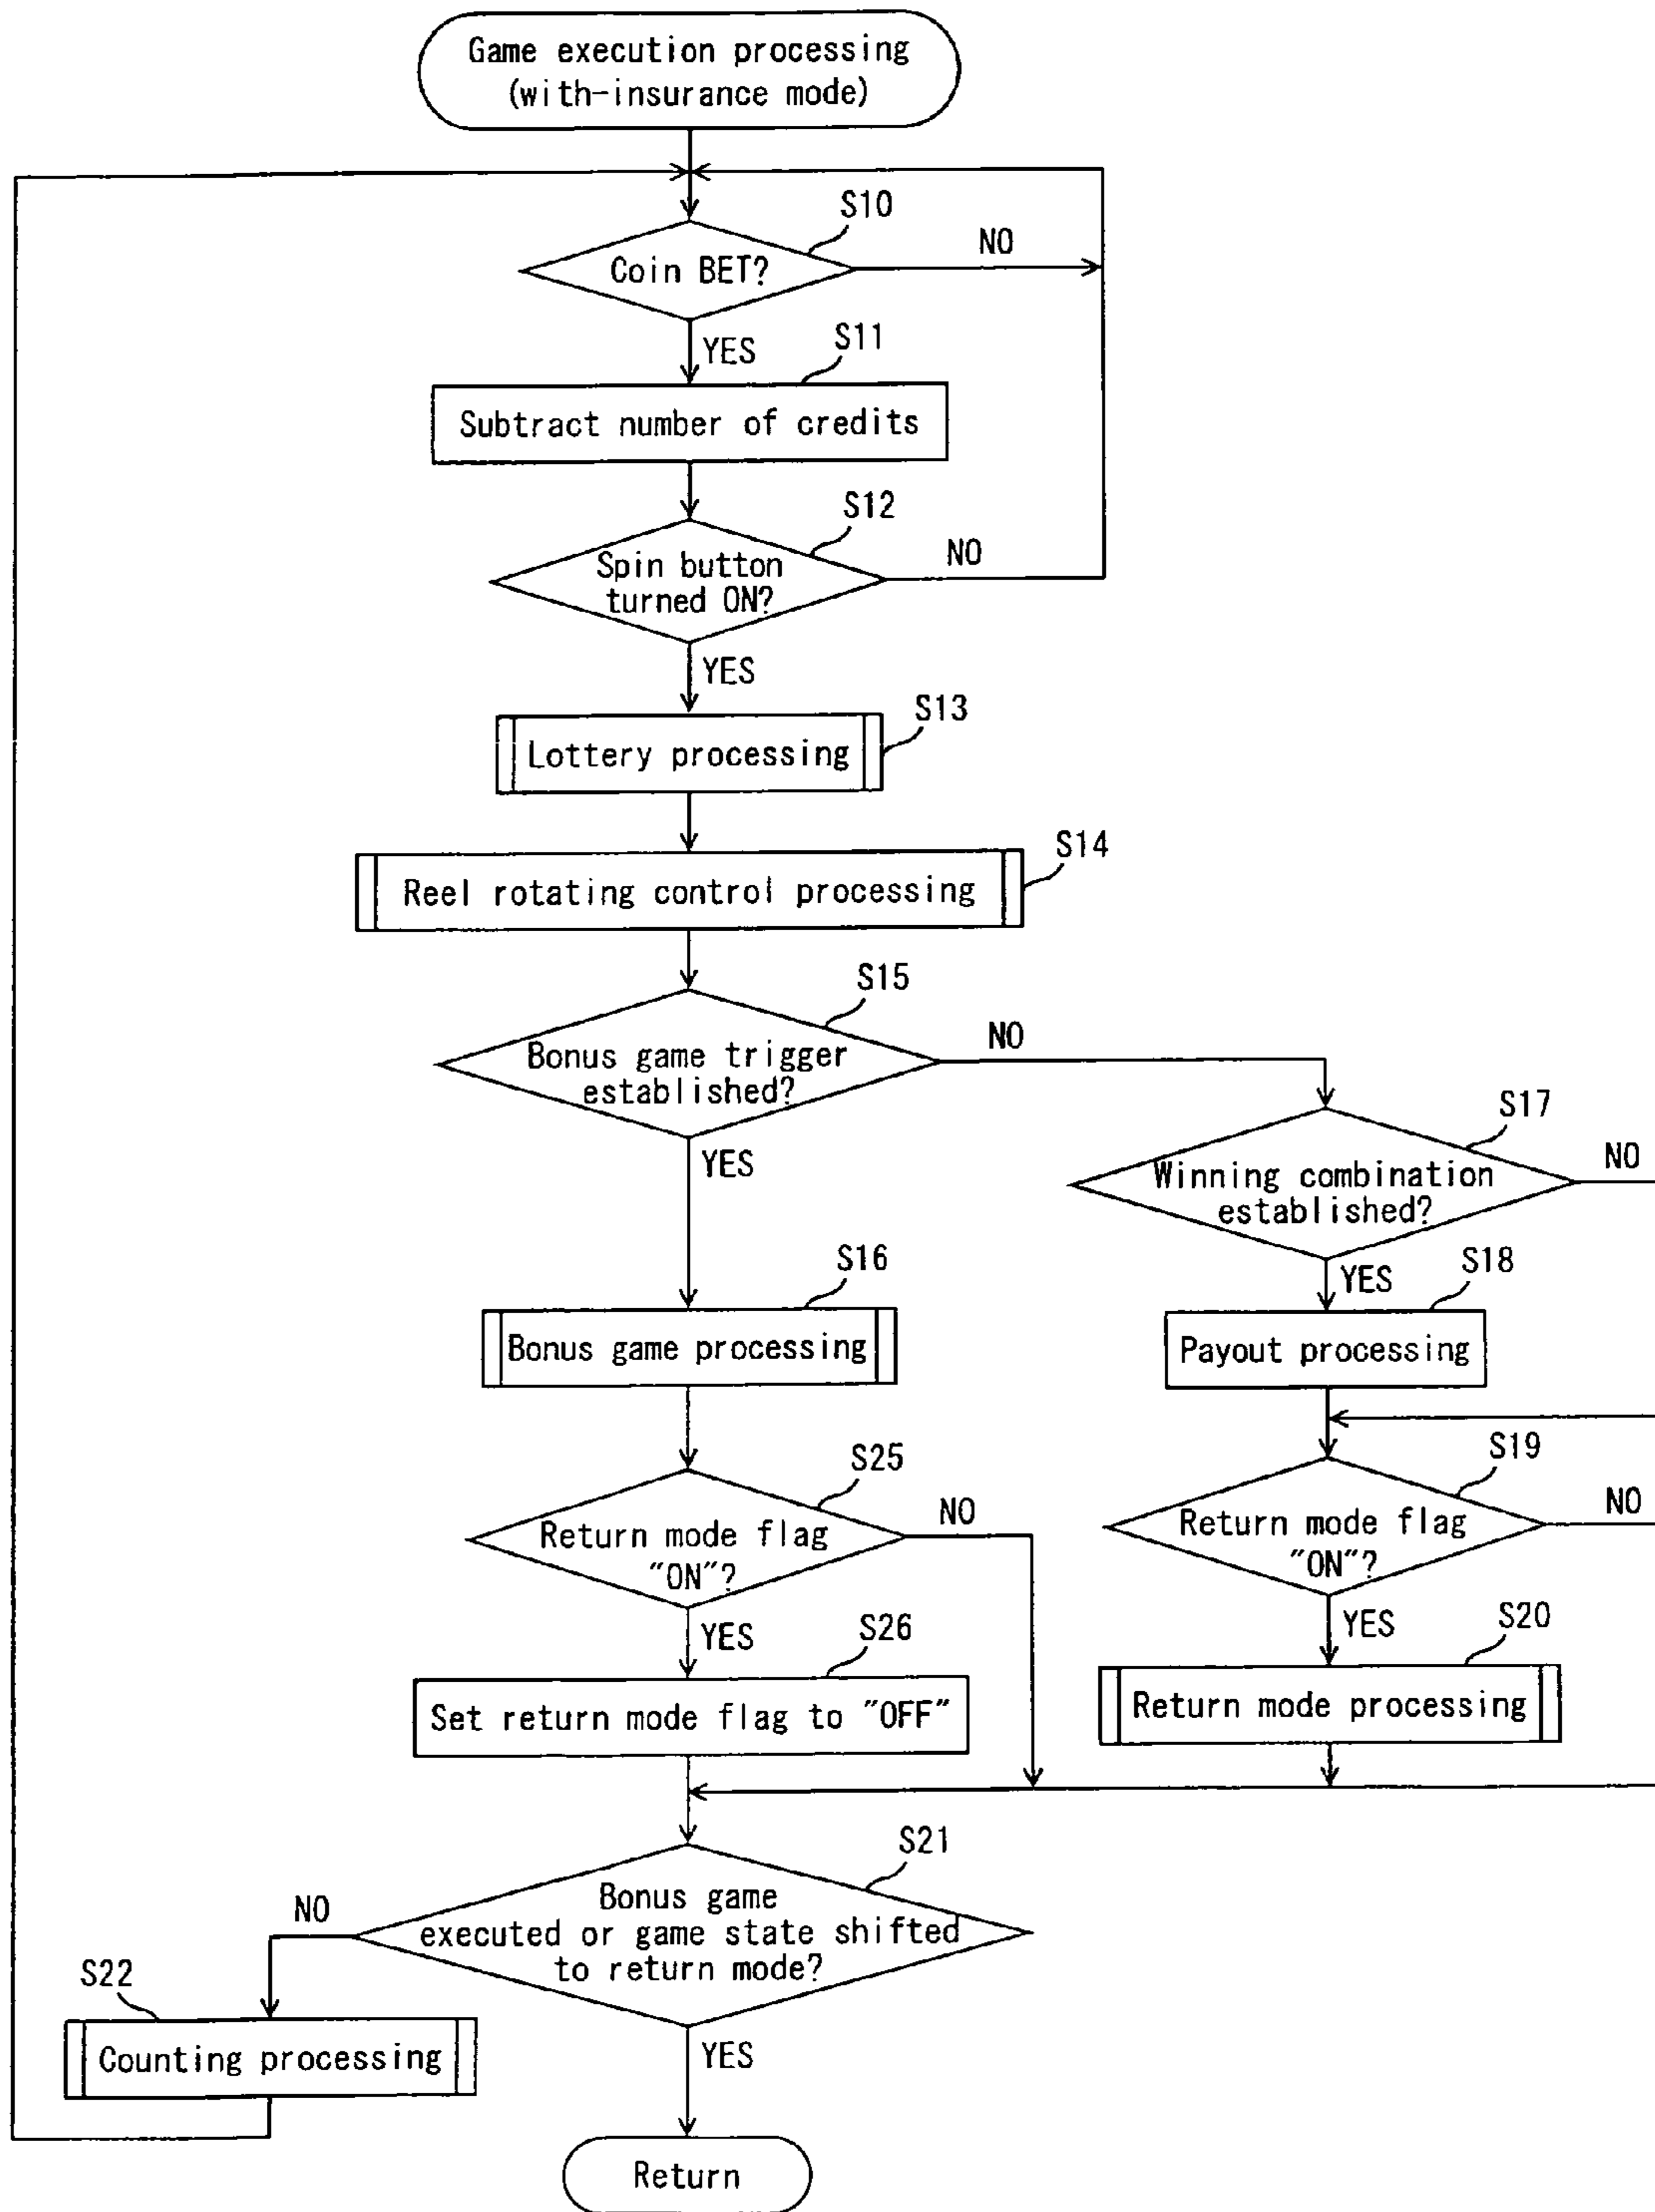 Game execution processing
(with-insurance mode)
S10
Coin BET?
NO
YES
S11
Subtract number of credits
S12
Spin button
turned ON?
NO
YES
S13
Lottery processing
S14
Reel rotating control processing
S15
Bonus game trigger
established?
NO
YES
S17
Winning combination
established?
NO
YES
S16
Bonus game processing
S18
Payout processing
S25
Return mode flag
"ON"?
NO
YES
S19
Return mode flag
"ON"?
NO
YES
S26
Set return mode flag to "OFF"
S20
Return mode processing
S21
Bonus game
executed or game state shifted
to return mode?
NO
YES
S22
Counting processing
Return